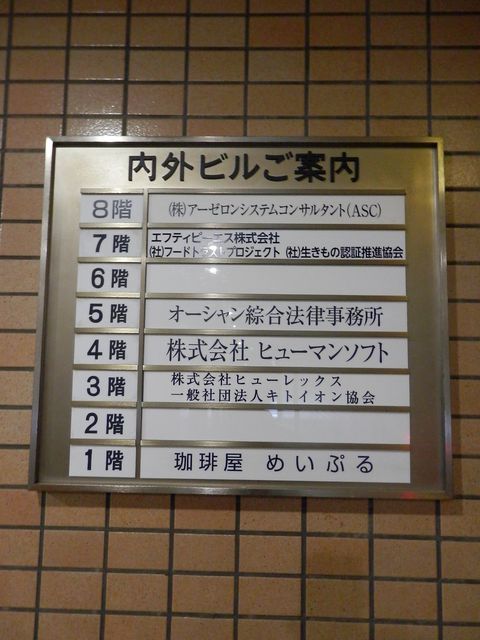 内外ビルご案内
8階 (株)アーゼロンシステムコンサルタント(ASC)
7階 エフティピーエス株式会社
(社)フードトラストプロジェクト (社)生きもの認証推進協会
6階
5階 オーシャン綜合法律事務所
4階 株式会社 ヒューマンソフト
3階 株式会社ヒューレックス
一般社団法人キトイオン協会
2階
1階 珈琲屋 めいぷる